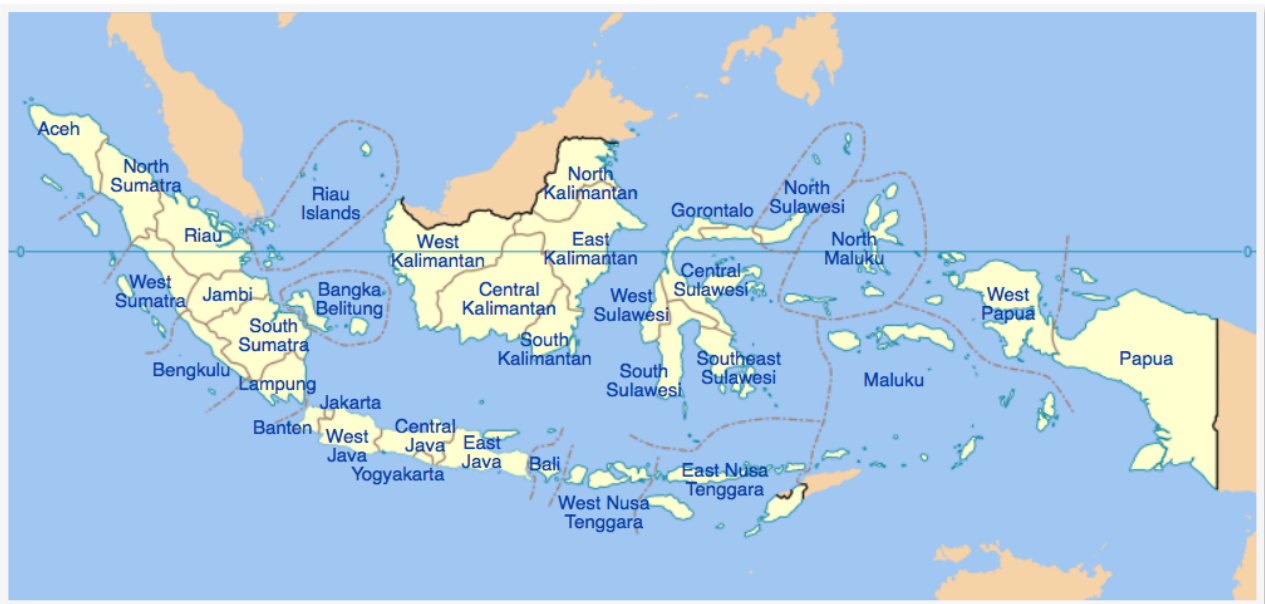 Aceh
North
Sumatra
Riau
Islands
Riau
North
Kalimantan
Gorontalo
North
Sulawesi
West
Kalimantan
East
Kalimantan
North
Maluku
0
0
West
Sumatra
Jambi
Bangka
Belitung
Central
Kalimantan
West
Sulawesi
Central
Sulawesi
West
Papua
South
Sumatra
South
Kalimantan
Bengkulu
Lampung
South
Sulawesi
Southeast
Sulawesi
Maluku
Papua
Jakarta
Banten
West
Java
Central
Java
East
Java
Yogyakarta
Bali
West Nusa
Tenggara
East Nusa
Tenggara